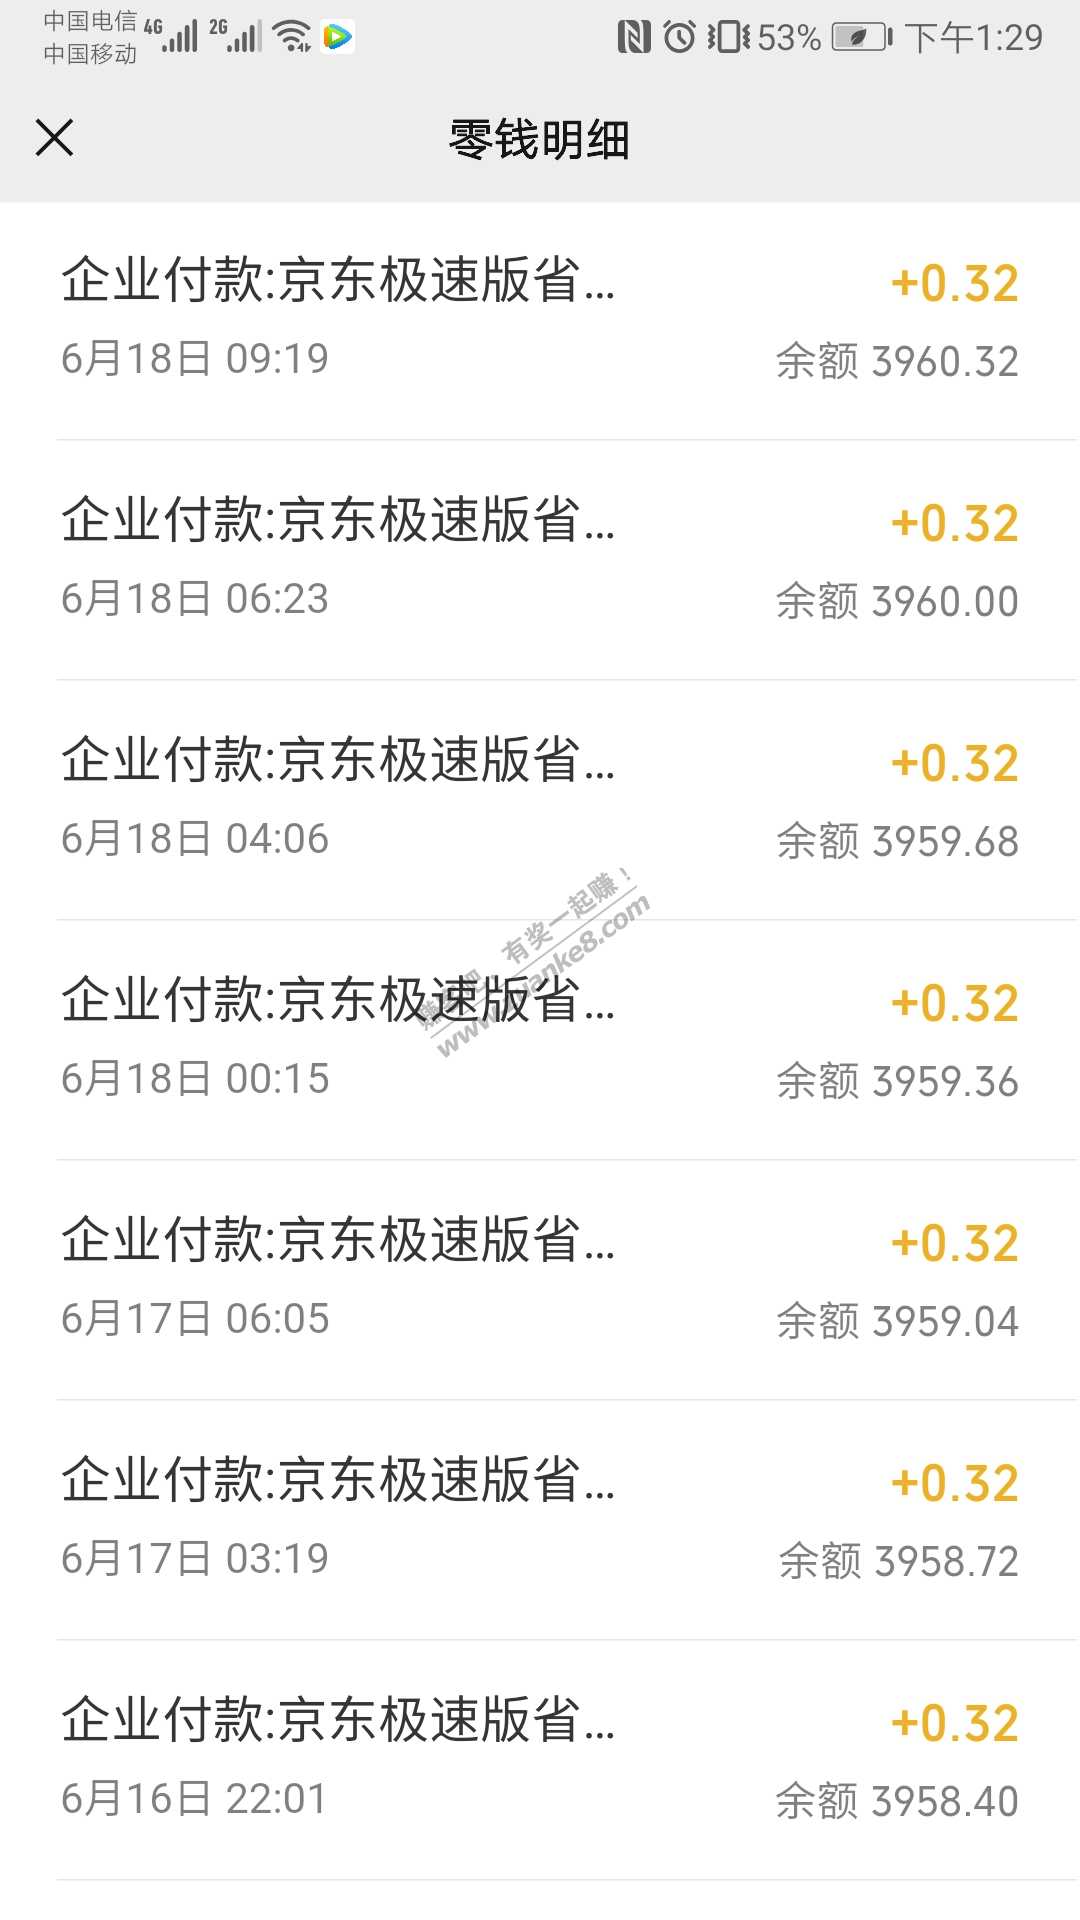 中国电信 4G 2G 53% 下午1:29
中国移动
零钱明细
企业付款:京东极速版省... +0.32
6月18日 09:19 余额 3960.32
企业付款:京东极速版省... +0.32
6月18日 06:23 余额 3960.00
企业付款:京东极速版省... +0.32
6月18日 04:06 余额 3959.68
赚客吧，有奖一起赚！
www.zuanke8.com
企业付款:京东极速版省... +0.32
6月18日 00:15 余额 3959.36
企业付款:京东极速版省... +0.32
6月17日 06:05 余额 3959.04
企业付款:京东极速版省... +0.32
6月17日 03:19 余额 3958.72
企业付款:京东极速版省... +0.32
6月16日 22:01 余额 3958.40